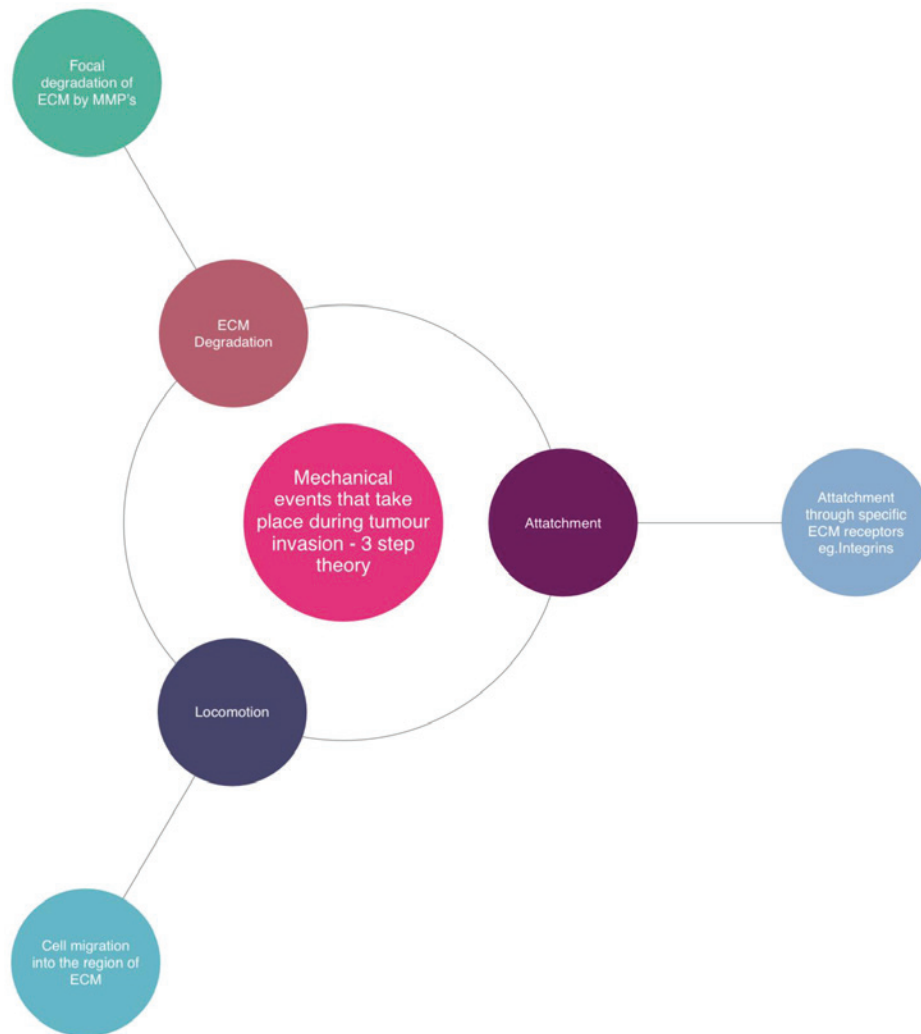 Focal
degradation of
ECM by MMP's
ECM
Degradation
Mechanical
events that take
place during tumour
invasion - 3 step
theory
Attatchment
Attatchment
through specific
ECM receptors
eg.Integrins
Locomotion
Cell migration
into the region of
ECM